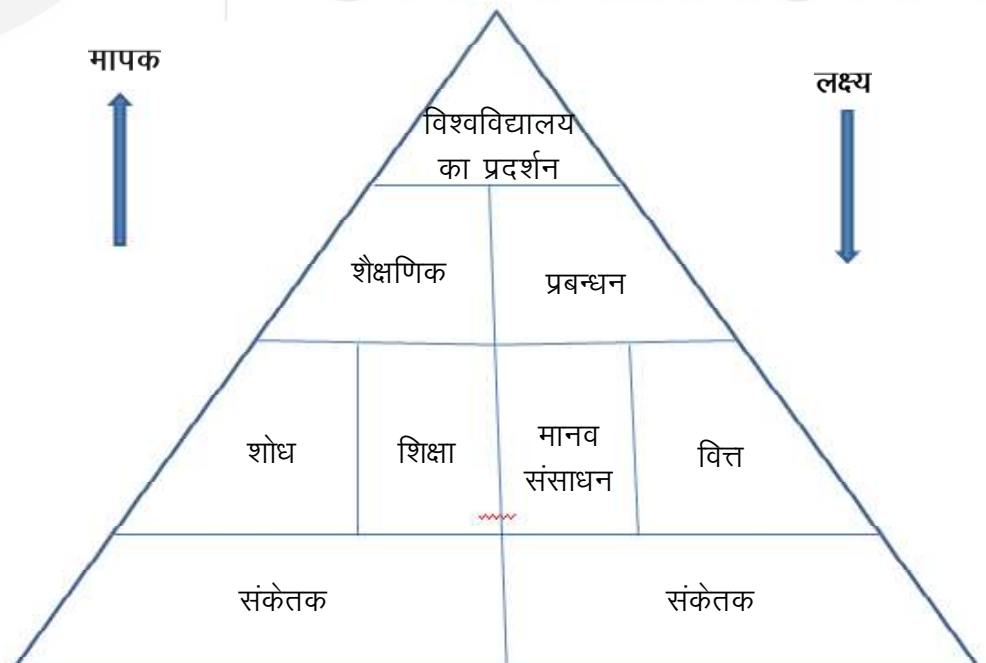 मापक
लक्ष्य
विश्वविद्यालय
का प्रदर्शन
शैक्षणिक
प्रबन्धन
शोध
शिक्षा
मानव
संसाधन
वित्त
संकेतक
संकेतक